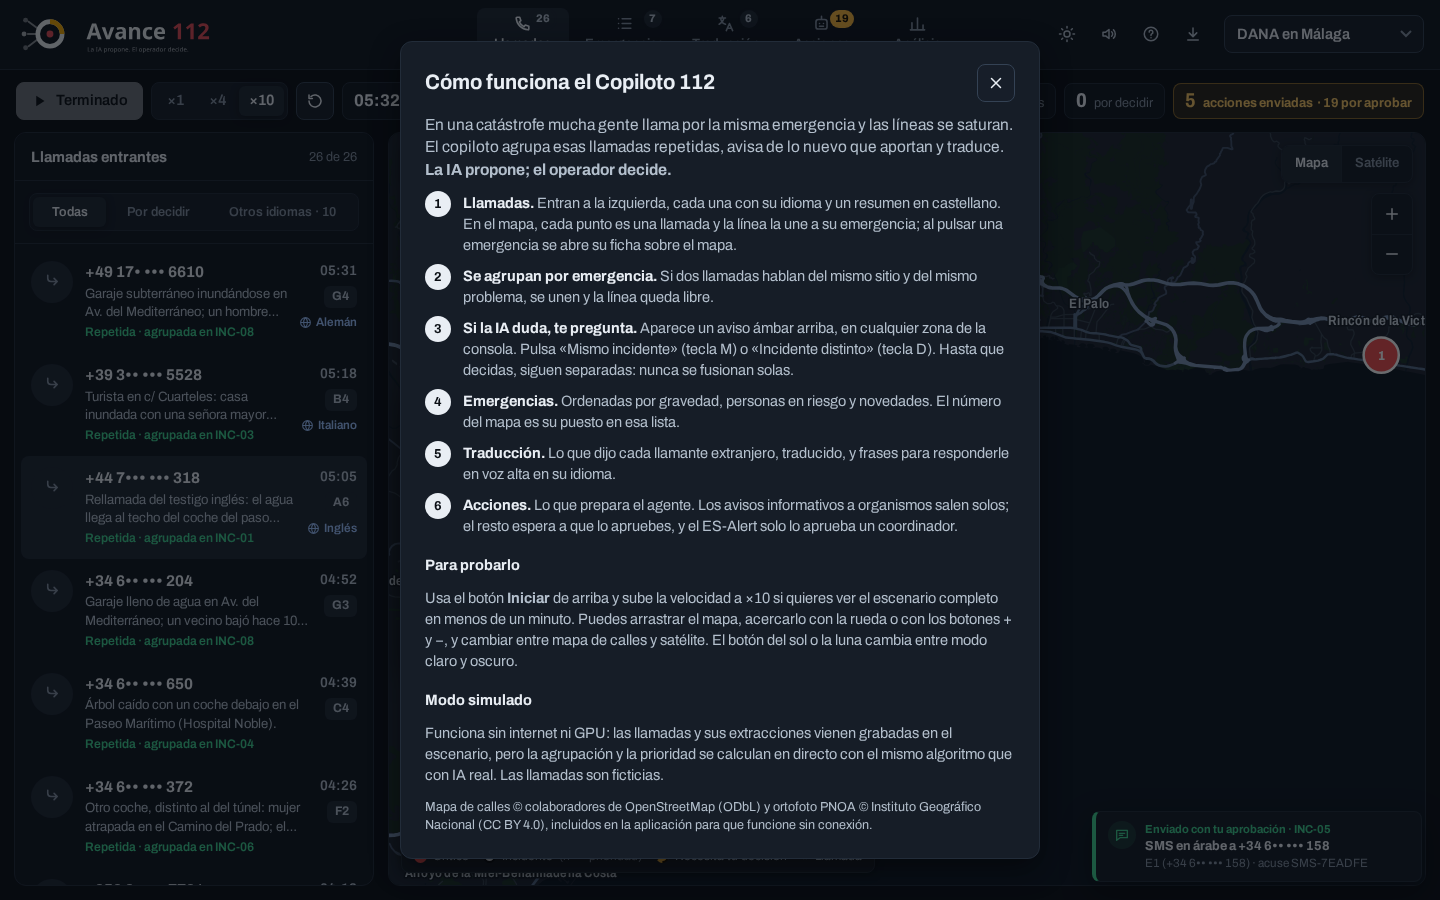 Avance 112
La IA propone. El operador decide.
26
7
6
19
DANA en Málaga
Terminado
×1
×4
×10
05:32
0 por decidir
5 acciones enviadas · 19 por aprobar
Llamadas entrantes
26 de 26
Todas
Por decidir
Otros idiomas · 10
+49 17• ••• 6610
05:31
Garaje subterráneo inundándose en
G4
Av. del Mediterráneo; un hombre...
Alemán
Repetida · agrupada en INC-08
+39 3•• ••• 5528
05:18
Turista en c/ Cuarteles: casa
B4
inundada con una señora mayor...
Italiano
Repetida · agrupada en INC-03
+44 7••• ••• 318
05:05
Rellamada del testigo inglés: el agua
A6
llega al techo del coche del paso...
Inglés
Repetida · agrupada en INC-01
+34 6•• ••• 204
04:52
Garaje lleno de agua en Av. del
G3
Mediterráneo; un vecino bajó hace 10...
Repetida · agrupada en INC-08
+34 6•• ••• 650
04:39
Árbol caído con un coche debajo en el
C4
Paseo Marítimo (Hospital Noble).
Repetida · agrupada en INC-04
+34 6•• ••• 372
04:26
Otro coche, distinto al del túnel: mujer
F2
atrapada en el Camino del Prado; el...
Repetida · agrupada en INC-06
Cómo funciona el Copiloto 112
En una catástrofe mucha gente llama por la misma emergencia y las líneas se saturan.
El copiloto agrupa esas llamadas repetidas, avisa de lo nuevo que aportan y traduce.
La IA propone; el operador decide.
1 Llamadas. Entran a la izquierda, cada una con su idioma y un resumen en castellano.
En el mapa, cada punto es una llamada y la línea la une a su emergencia; al pulsar una
emergencia se abre su ficha sobre el mapa.
2 Se agrupan por emergencia. Si dos llamadas hablan del mismo sitio y del mismo
problema, se unen y la línea queda libre.
3 Si la IA duda, te pregunta. Aparece un aviso ámbar arriba, en cualquier zona de la
consola. Pulsa «Mismo incidente» (tecla M) o «Incidente distinto» (tecla D). Hasta que
decidas, siguen separadas: nunca se fusionan solas.
4 Emergencias. Ordenadas por gravedad, personas en riesgo y novedades. El número
del mapa es su puesto en esa lista.
5 Traducción. Lo que dijo cada llamante extranjero, traducido, y frases para responderle
en voz alta en su idioma.
6 Acciones. Lo que prepara el agente. Los avisos informativos a organismos salen solos;
el resto espera a que lo apruebes, y el ES-Alert solo lo aprueba un coordinador.
Para probarlo
Usa el botón Iniciar de arriba y sube la velocidad a ×10 si quieres ver el escenario completo
en menos de un minuto. Puedes arrastrar el mapa, acercarlo con la rueda o con los botones +
y −, y cambiar entre mapa de calles y satélite. El botón del sol o la luna cambia entre modo
claro y oscuro.
Modo simulado
Funciona sin internet ni GPU: las llamadas y sus extracciones vienen grabadas en el
escenario, pero la agrupación y la prioridad se calculan en directo con el mismo algoritmo que
con IA real. Las llamadas son ficticias.
Mapa de calles © colaboradores de OpenStreetMap (ODbL) y ortofoto PNOA © Instituto Geográfico
Nacional (CC BY 4.0), incluidos en la aplicación para que funcione sin conexión.
Mapa
Satélite
+
−
El Palo
Rincón de la Vict
1
Enviado con tu aprobación · INC-05
SMS en árabe a +34 6•• ••• 158
E1 (+34 6•• ••• 158) · acuse SMS-7EADFE